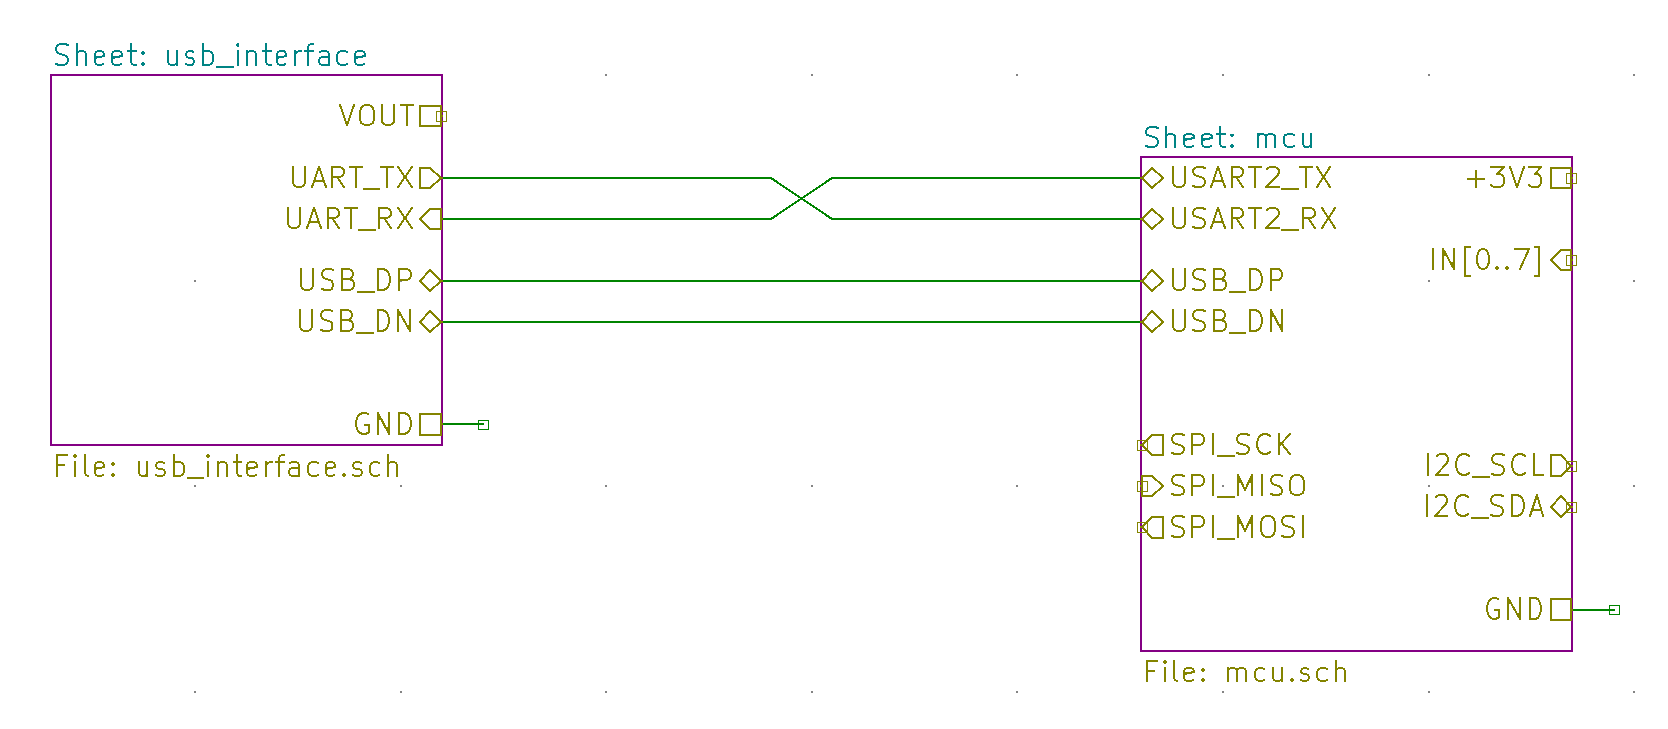 Sheet: usb_interface
VOUT
UART_TX
UART_RX
USB_DP
USB_DN
GND
File: usb_interface.sch
Sheet: mcu
USART2_TX
USART2_RX
USB_DP
USB_DN
SPI_SCK
SPI_MISO
SPI_MOSI
+3V3
IN[0..7]
I2C_SCL
I2C_SDA
GND
File: mcu.sch